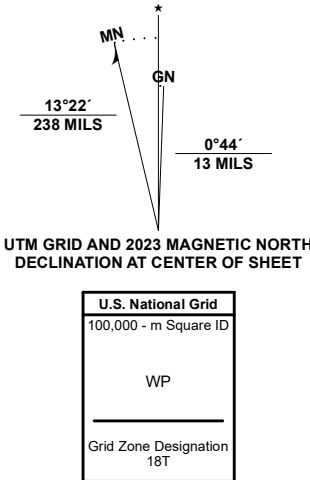 ★
MN
GN
13°22´
238 MILS
0°44´
13 MILS
UTM GRID AND 2023 MAGNETIC NORTH
DECLINATION AT CENTER OF SHEET
U.S. National Grid
100,000 - m Square ID
WP
Grid Zone Designation
18T